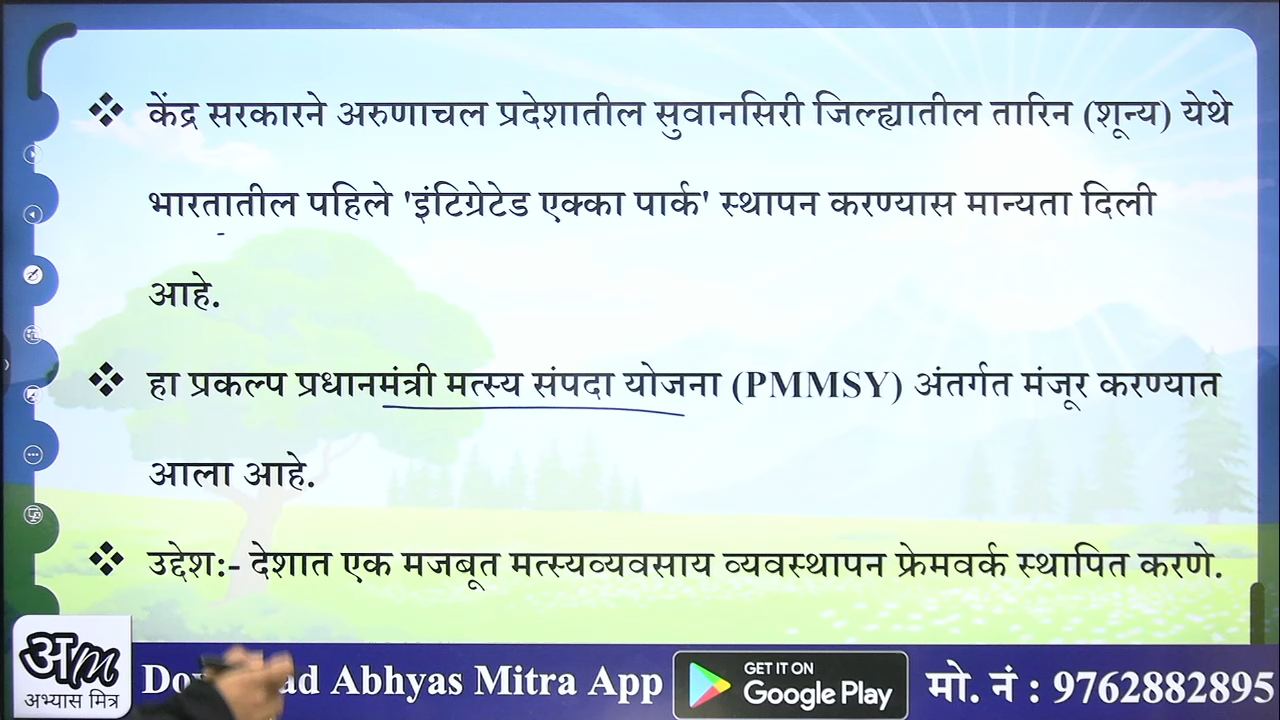 ❖ केंद्र सरकारने अरुणाचल प्रदेशातील सुवानसिरी जिल्ह्यातील तारिन (शून्य) येथे
भारतातील पहिले 'इंटिग्रेटेड एक्का पार्क' स्थापन करण्यास मान्यता दिली
आहे.
❖ हा प्रकल्प प्रधानमंत्री मत्स्य संपदा योजना (PMMSY) अंतर्गत मंजूर करण्यात
आला आहे.
❖ उद्देश:- देशात एक मजबूत मत्स्यव्यवसाय व्यवस्थापन फ्रेमवर्क स्थापित करणे.
अm
अभ्यास मित्र
Abhyas Mitra App
GET IT ON
Google Play
मो. नं : 9762882895